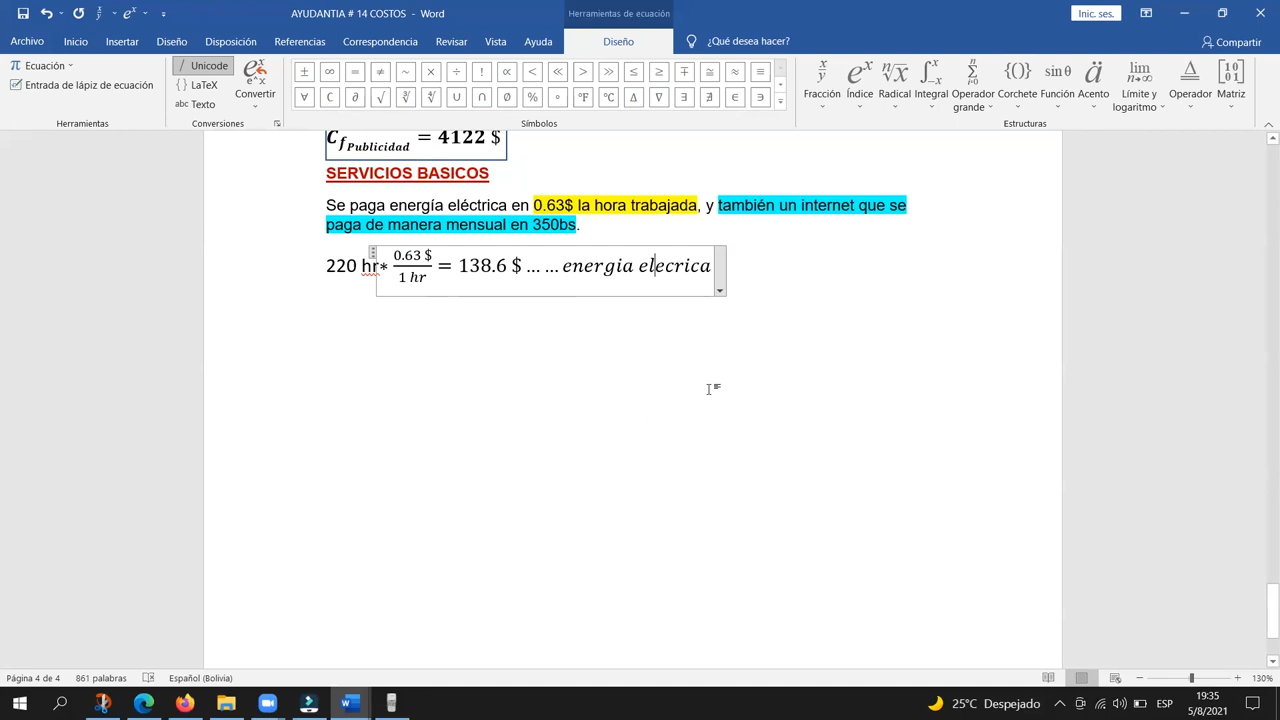 AYUDANTIA # 14 COSTOS - Word
Herramientas de ecuación
Inic. ses.
Archivo Inicio Insertar Diseño Disposición Referencias Correspondencia Revisar Vista Ayuda Diseño ¿Qué desea hacer? Compartir
Ecuación
Entrada de lápiz de ecuación
Herramientas
Unicode
LaTeX
abc Texto
Convertir
Conversiones
± ∞ = ≠ ~ × ÷ ! ∝ < ≪ > ≫ ≤ ≥ ∓ ≅ ≈ ≡
∀ ∁ ∂ √ ∛ ∜ ∪ ∩ ∅ % ° °F °C ∆ ∇ ∃ ∄ ∈ ∋
Símbolos
Fracción Índice Radical Integral Operador grande Corchete Función Acento Límite y logaritmo Operador Matriz
Estructuras
C_f_Publicidad = 4122 $
SERVICIOS BASICOS
Se paga energía eléctrica en 0.63$ la hora trabajada, y también un internet que se
paga de manera mensual en 350bs.
220 hr* 0.63 $ / 1 hr = 138.6 $ … … energia elecrica
Página 4 de 4 861 palabras Español (Bolivia) 130%
25°C Despejado ESP 19:35
5/8/2021